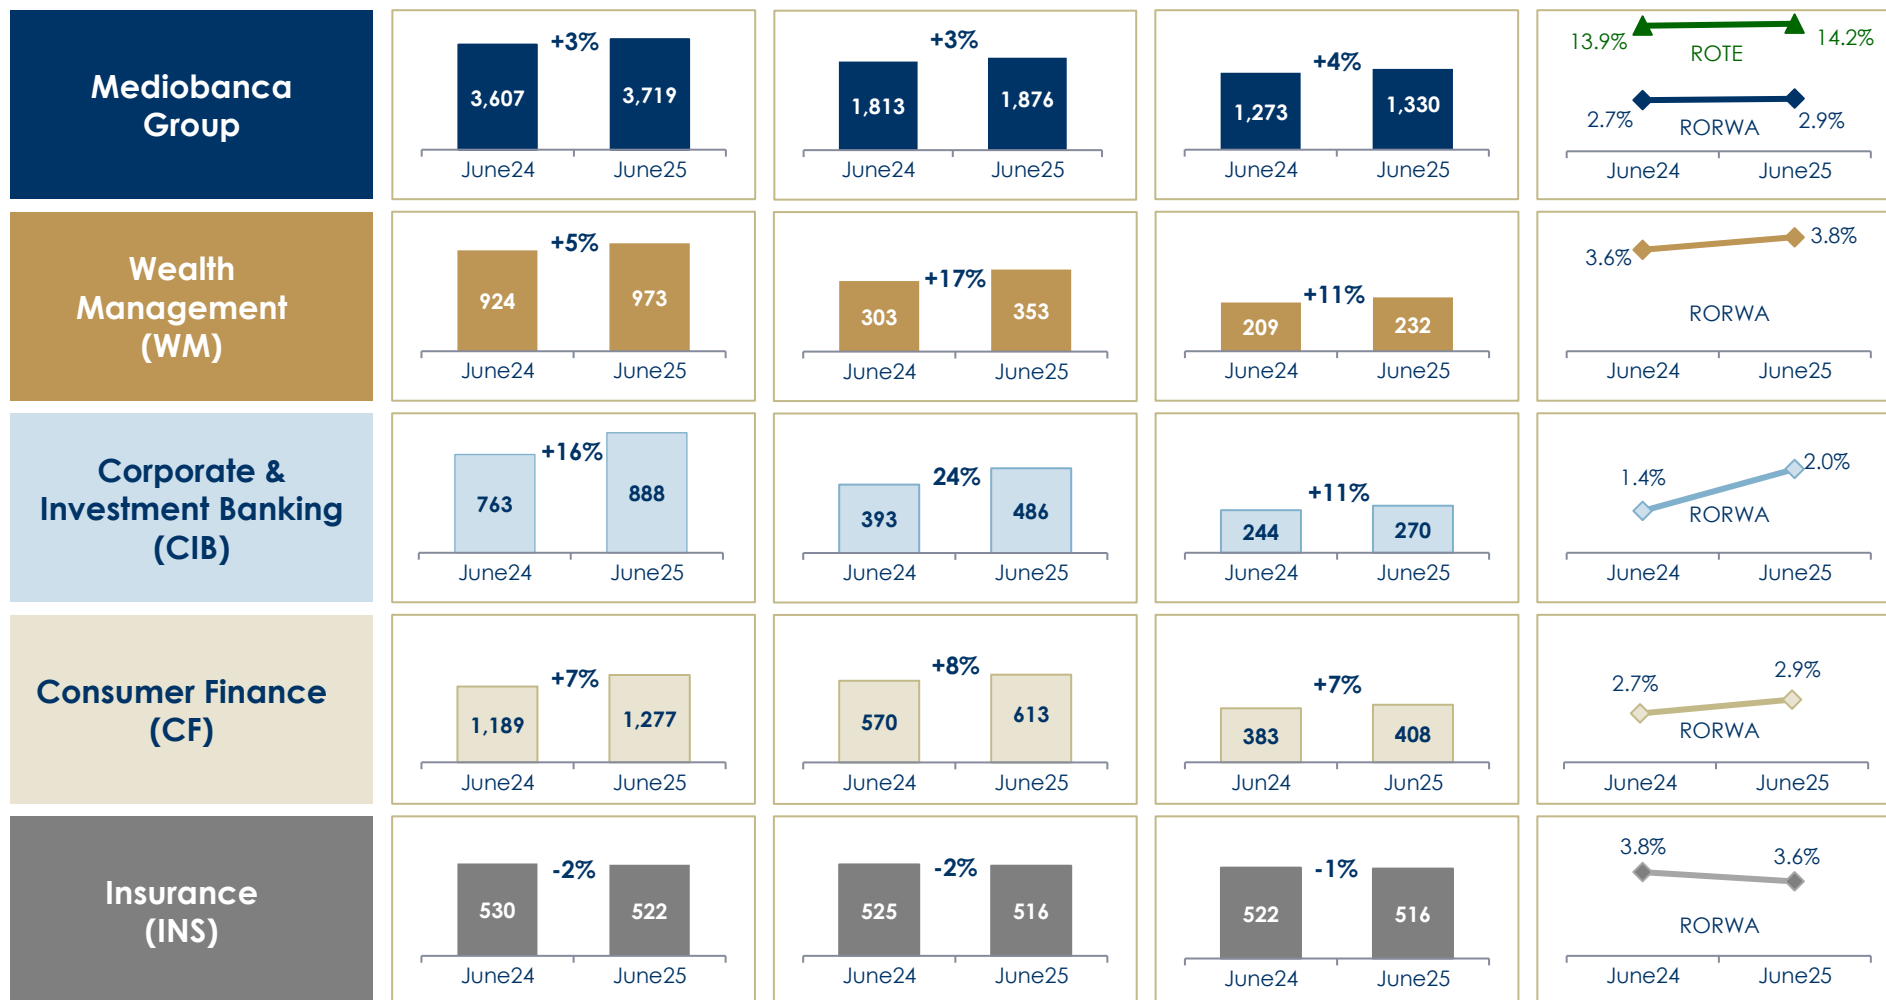 Mediobanca
Group
+3%
3,607
3,719
June24
June25
+3%
1,813
1,876
June24
June25
+4%
1,273
1,330
June24
June25
13.9%
14.2%
ROTE
2.7%
RORWA
2.9%
June24
June25
Wealth
Management
(WM)
+5%
924
973
June24
June25
+17%
303
353
June24
June25
+11%
209
232
June24
June25
3.6%
3.8%
RORWA
June24
June25
Corporate &
Investment Banking
(CIB)
+16%
763
888
June24
June25
24%
393
486
June24
June25
+11%
244
270
June24
June25
1.4%
2.0%
RORWA
June24
June25
Consumer Finance
(CF)
+7%
1,189
1,277
June24
June25
+8%
570
613
June24
June25
+7%
383
408
Jun24
Jun25
2.7%
2.9%
RORWA
June24
June25
Insurance
(INS)
-2%
530
522
June24
June25
-2%
525
516
June24
June25
-1%
522
516
June24
June25
3.8%
3.6%
RORWA
June24
June25